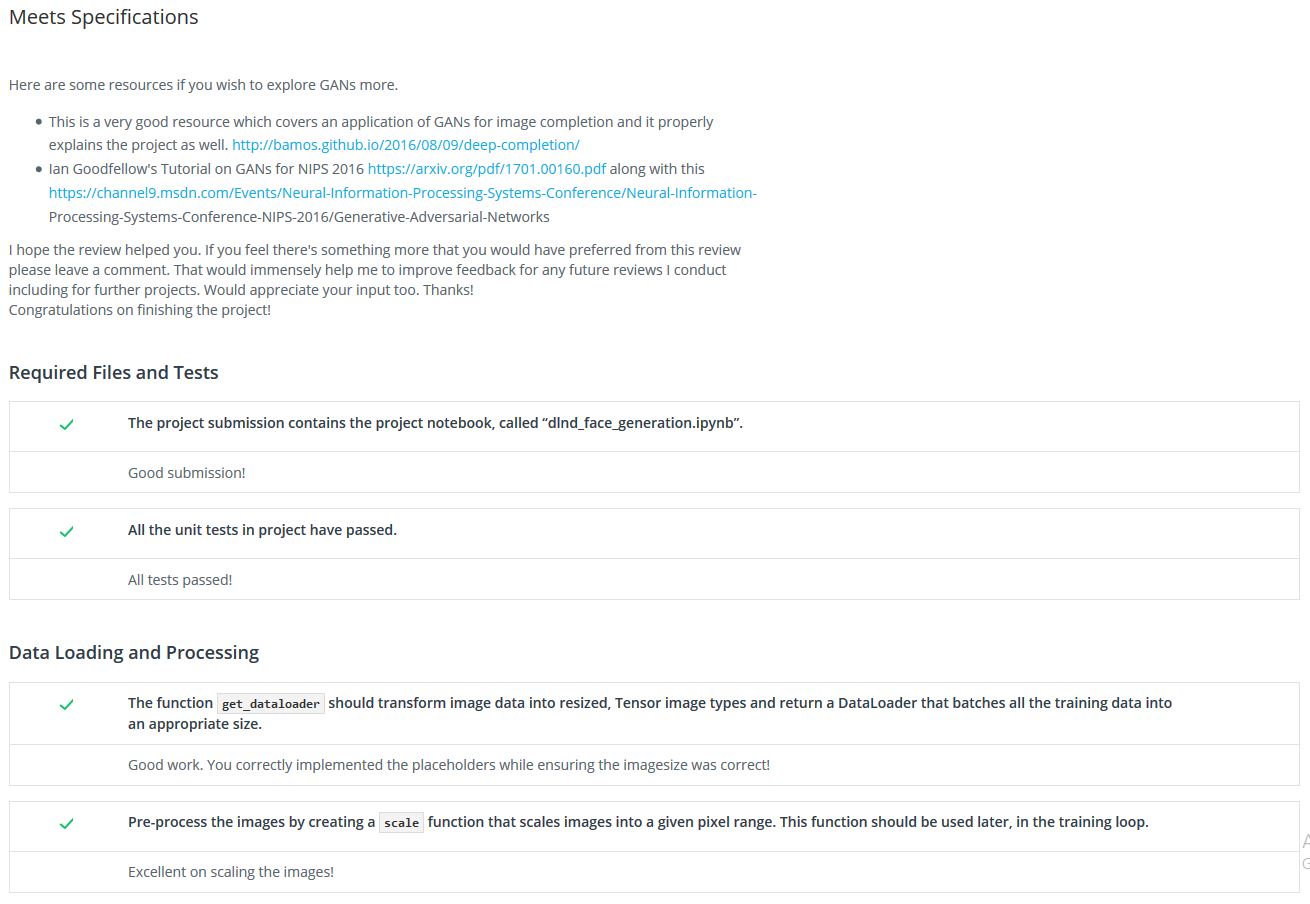 Meets Specifications
Here are some resources if you wish to explore GANs more.
• This is a very good resource which covers an application of GANs for image completion and it properly
explains the project as well. http://bamos.github.io/2016/08/09/deep-completion/
• Ian Goodfellow's Tutorial on GANs for NIPS 2016 https://arxiv.org/pdf/1701.00160.pdf along with this
https://channel9.msdn.com/Events/Neural-Information-Processing-Systems-Conference/Neural-Information-
Processing-Systems-Conference-NIPS-2016/Generative-Adversarial-Networks
I hope the review helped you. If you feel there's something more that you would have preferred from this review
please leave a comment. That would immensely help me to improve feedback for any future reviews I conduct
including for further projects. Would appreciate your input too. Thanks!
Congratulations on finishing the project!
Required Files and Tests
The project submission contains the project notebook, called “dlnd_face_generation.ipynb”.
Good submission!
All the unit tests in project have passed.
All tests passed!
Data Loading and Processing
The function get_dataloader should transform image data into resized, Tensor image types and return a DataLoader that batches all the training data into
an appropriate size.
Good work. You correctly implemented the placeholders while ensuring the imagesize was correct!
Pre-process the images by creating a scale function that scales images into a given pixel range. This function should be used later, in the training loop.
Excellent on scaling the images!